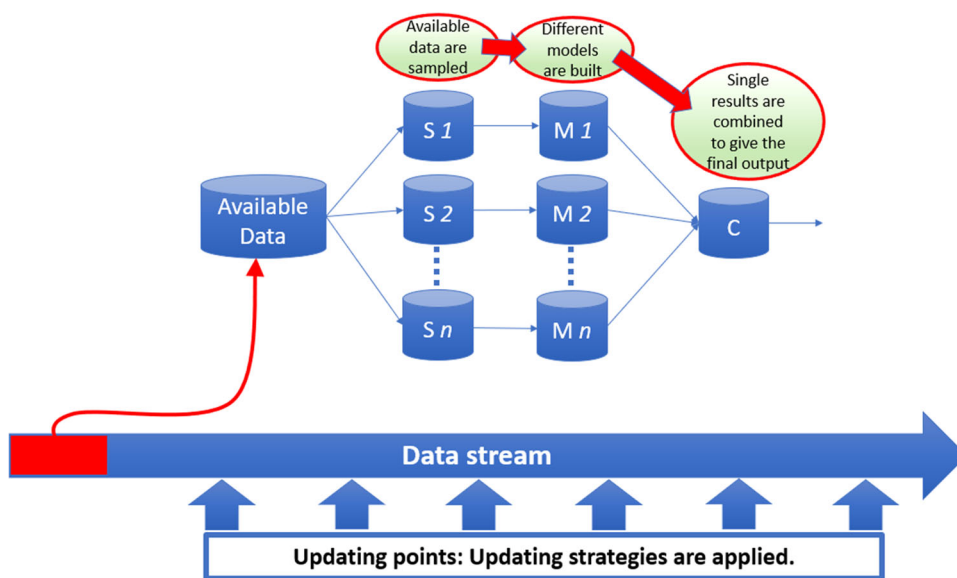 Available
data are
sampled
Different
models
are built
Single
results are
combined
to give the
final output
S 1
M 1
Available
Data
S 2
M 2
C
S n
M n
Data stream
Updating points: Updating strategies are applied.